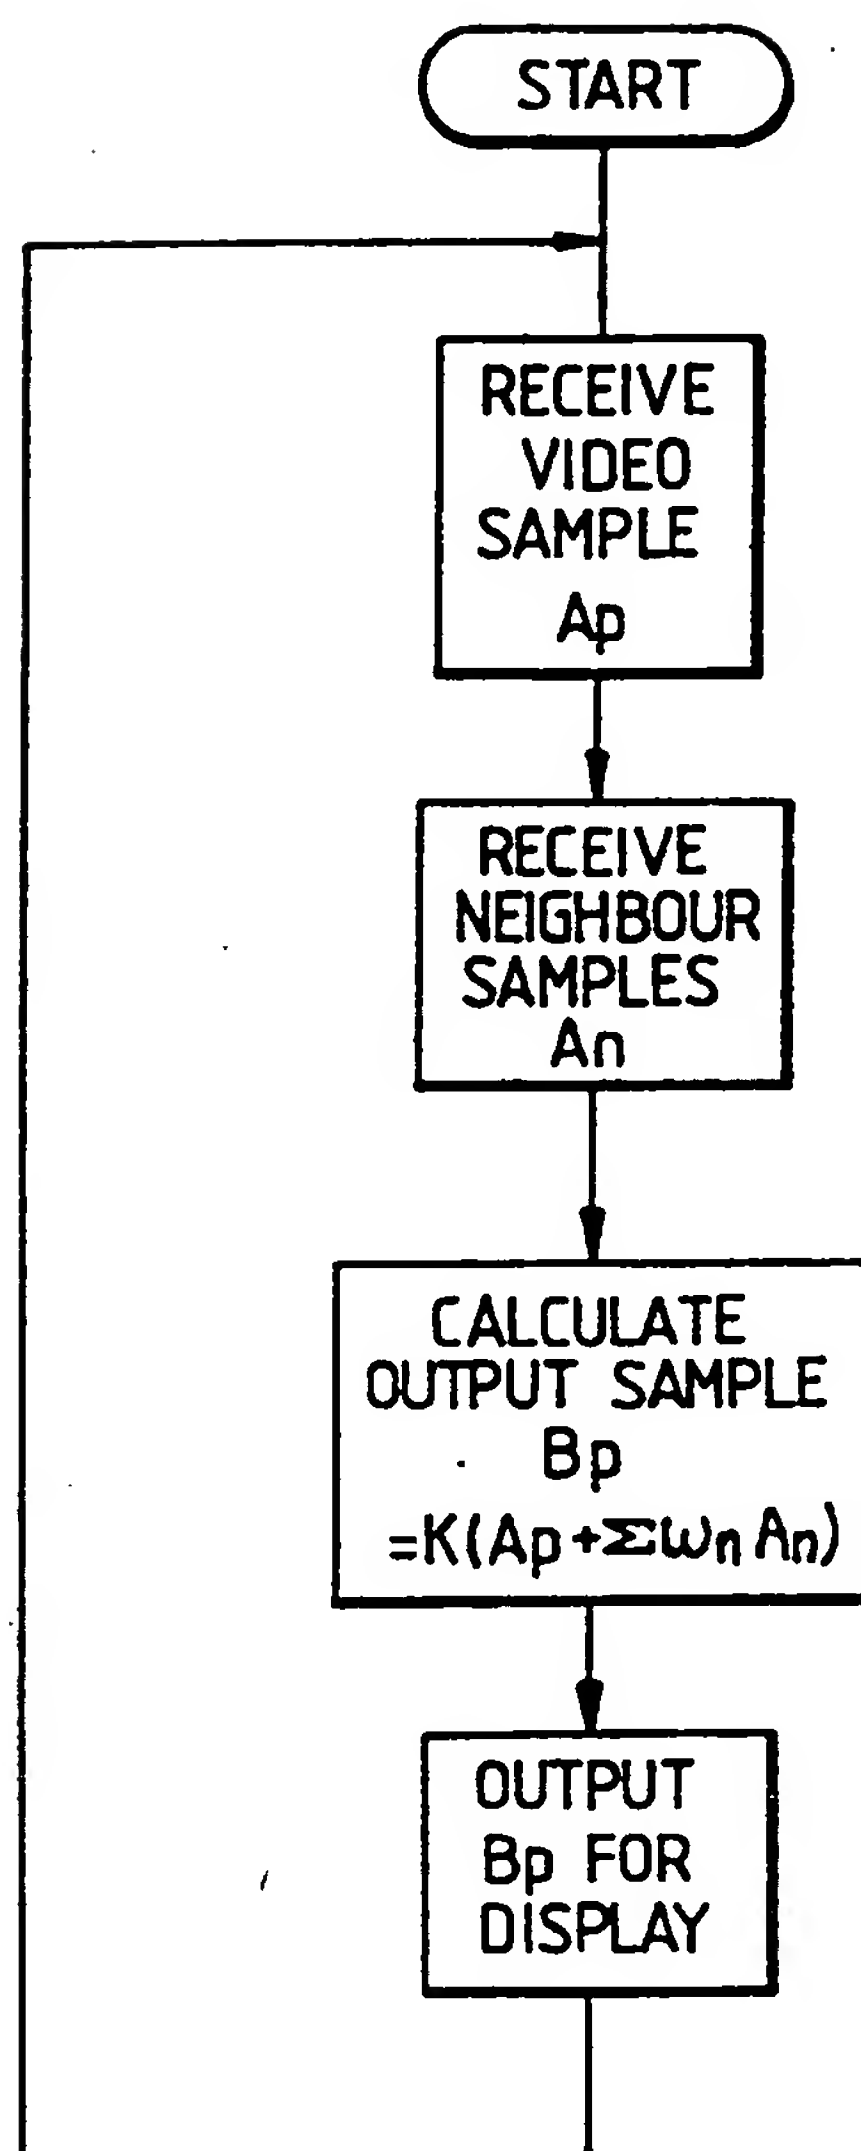 START
RECEIVE
VIDEO
SAMPLE
Ap
RECEIVE
NEIGHBOUR
SAMPLES
An
CALCULATE
OUTPUT SAMPLE
Bp
=K(Ap+Σωn An)
OUTPUT
Bp FOR
DISPLAY